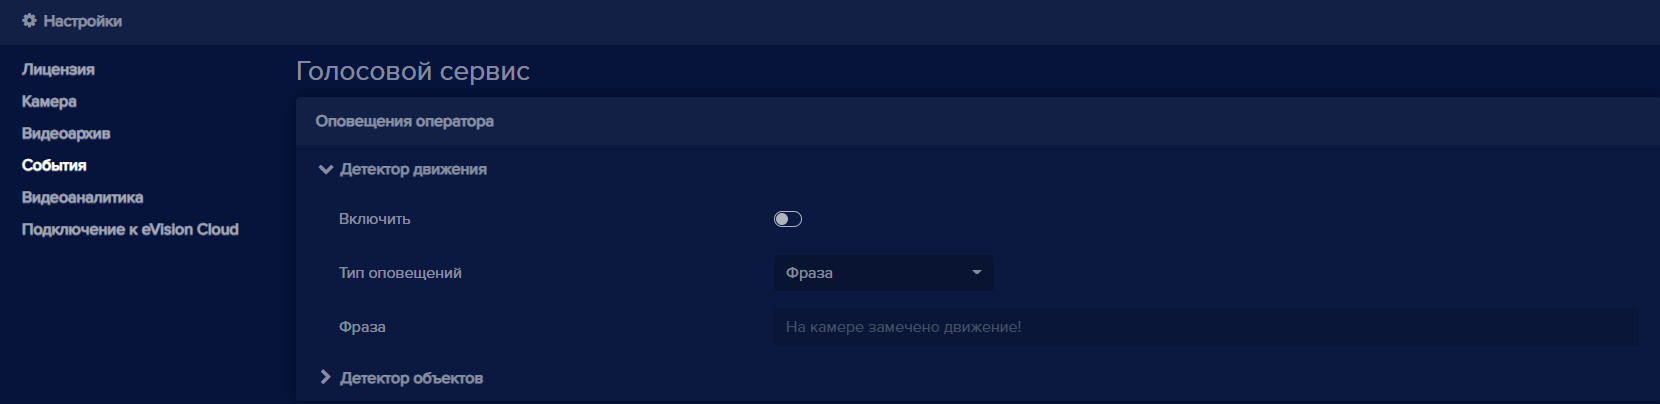 Настройки
Лицензия
Камера
Видеоархив
События
Видеоаналитика
Подключение к eVision Cloud
Голосовой сервис
Оповещения оператора
Детектор движения
Включить
Тип оповещений
Фраза
Фраза
На камере замечено движение!
Детектор объектов